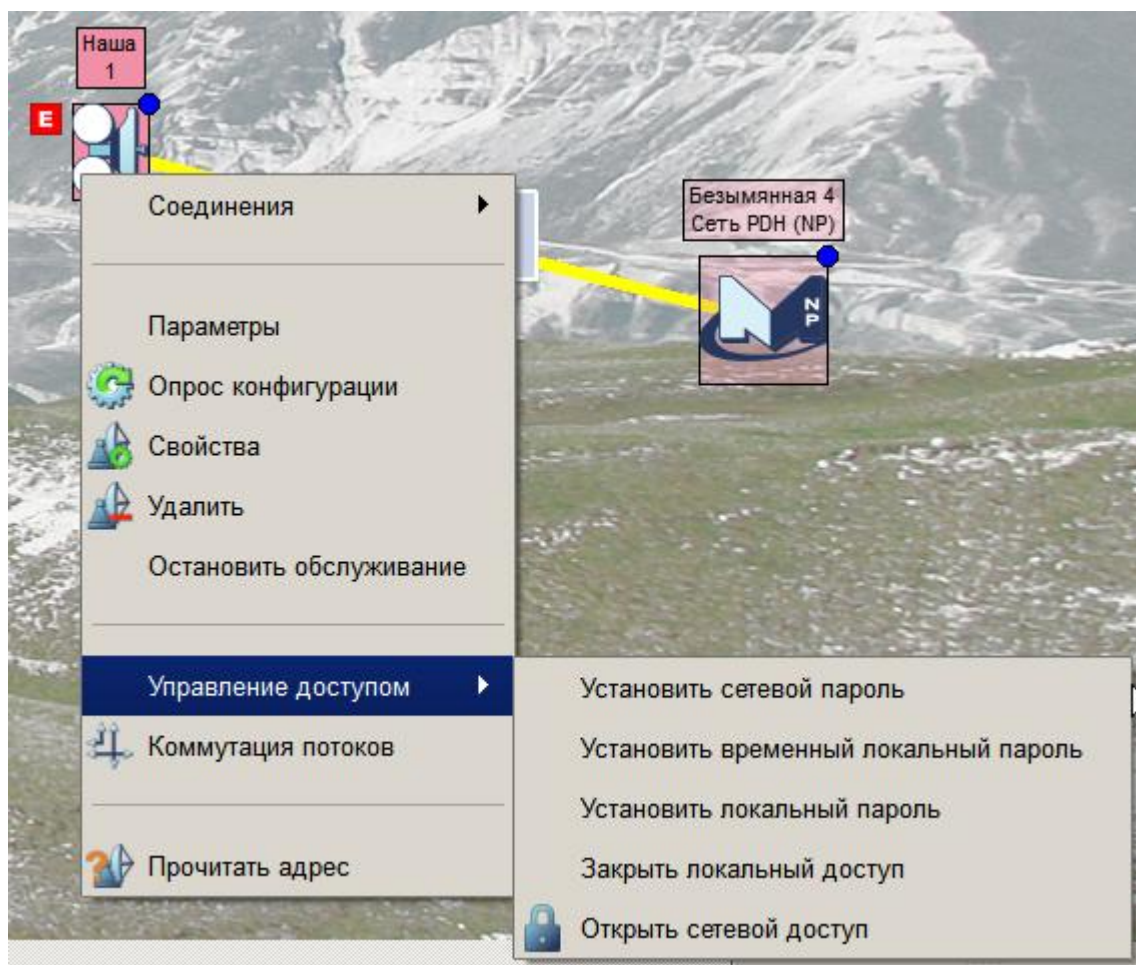 Наша
1
E
Безымянная 4
Сеть PDH (NP)
N
P
Соединения
Параметры
Опрос конфигурации
Свойства
Удалить
Остановить обслуживание
Управление доступом
Коммутация потоков
Прочитать адрес
Установить сетевой пароль
Установить временный локальный пароль
Установить локальный пароль
Закрыть локальный доступ
Открыть сетевой доступ